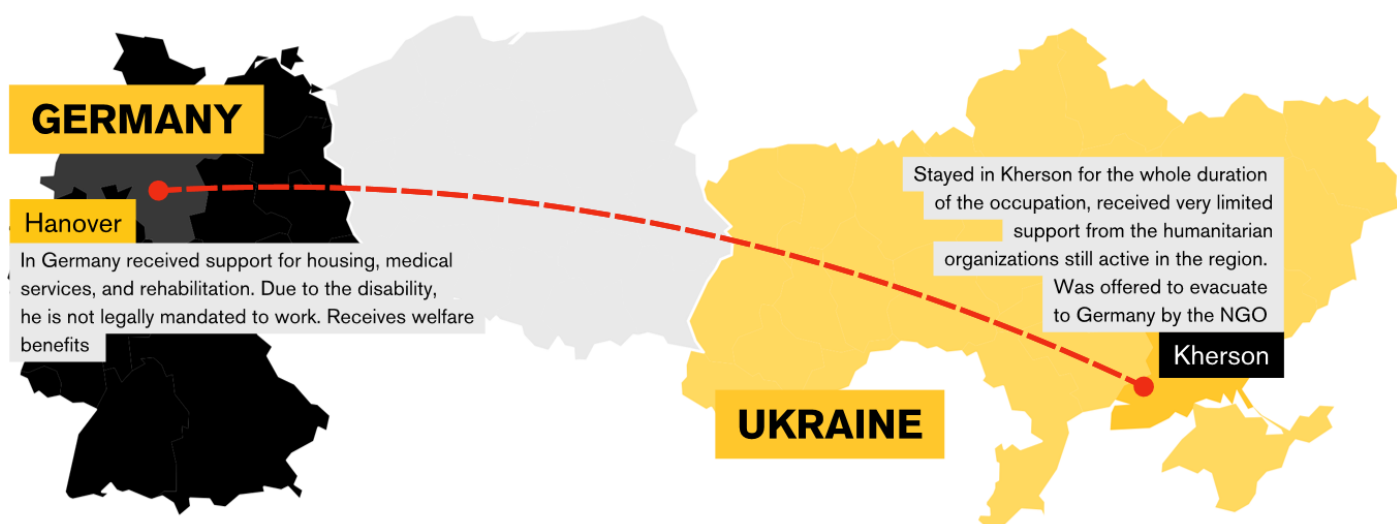 GERMANY
Hanover
In Germany received support for housing, medical
services, and rehabilitation. Due to the disability,
he is not legally mandated to work. Receives welfare
benefits
Stayed in Kherson for the whole duration
of the occupation, received very limited
support from the humanitarian
organizations still active in the region.
Was offered to evacuate
to Germany by the NGO
Kherson
UKRAINE